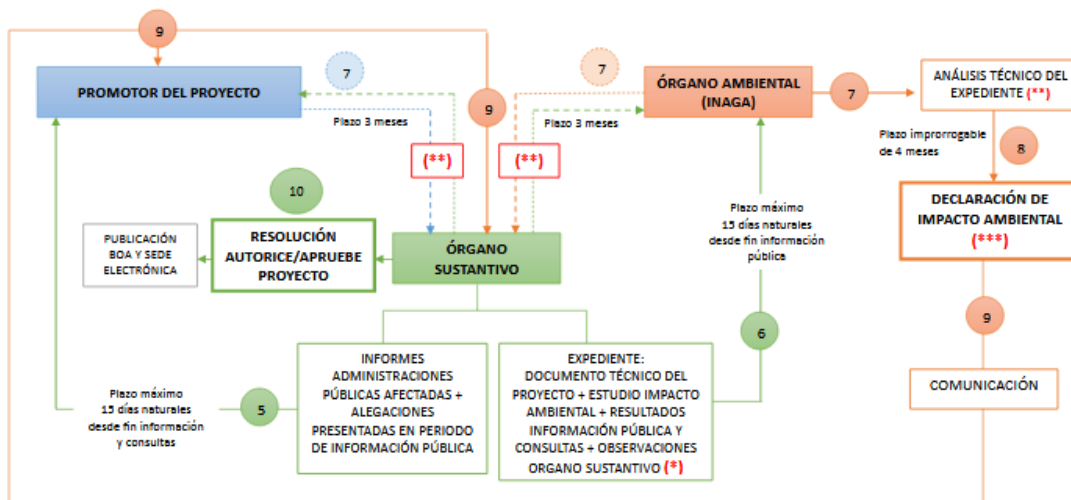 9
PROMOTOR DEL PROYECTO
7
Plazo 3 meses
(**)
9
7
Plazo 3 meses
(**)
ÓRGANO AMBIENTAL
(INAGA)
7
ANÁLISIS TÉCNICO DEL
EXPEDIENTE (**)
Plazo improrrogable
de 4 meses
8
DECLARACIÓN DE
IMPACTO AMBIENTAL
(***)
10
PUBLICACIÓN
BOA Y SEDE
ELECTRÓNICA
RESOLUCIÓN
AUTORICE/APRUEBE
PROYECTO
ÓRGANO
SUSTANTIVO
Plazo máximo
15 días naturales
desde fin información
pública
6
9
COMUNICACIÓN
Plazo máximo
15 días naturales
desde fin información
y consultas
5
INFORMES
ADMINISTRACIONES
PÚBLICAS AFECTADAS +
ALEGACIONES
PRESENTADAS EN PERIODO
DE INFORMACIÓN PÚBLICA
EXPEDIENTE:
DOCUMENTO TÉCNICO DEL
PROYECTO + ESTUDIO IMPACTO
AMBIENTAL + RESULTADOS
INFORMACIÓN PÚBLICA Y
CONSULTAS + OBSERVACIONES
ORGANO SUSTANTIVO (*)